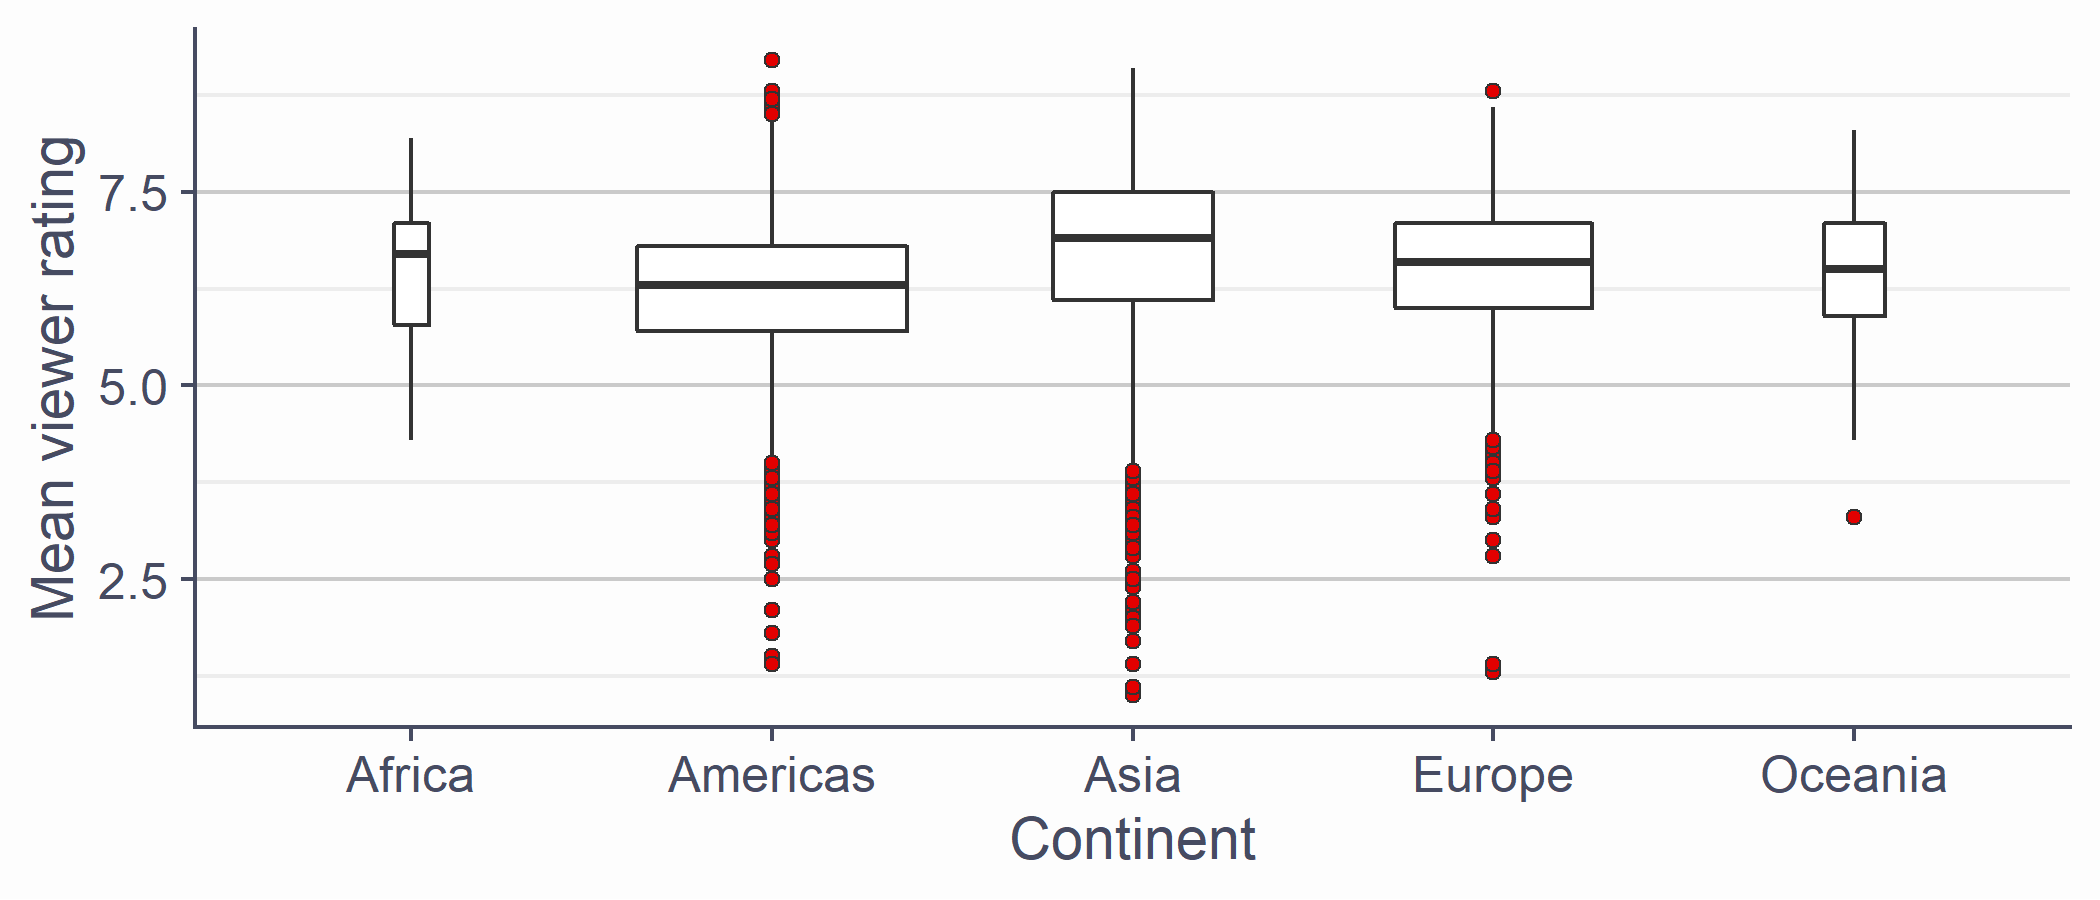 Mean viewer rating
7.5
5.0
2.5
Africa Americas Asia Europe Oceania
Continent